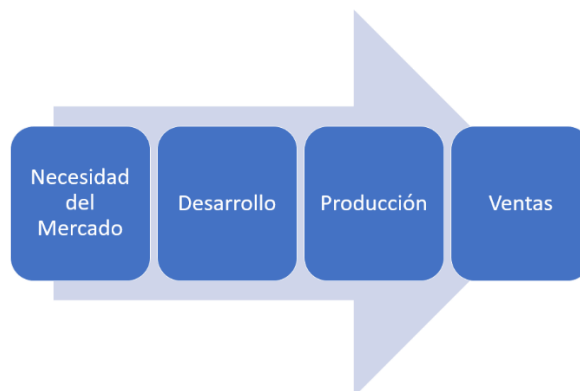 Necesidad
del
Mercado
Desarrollo
Producción
Ventas